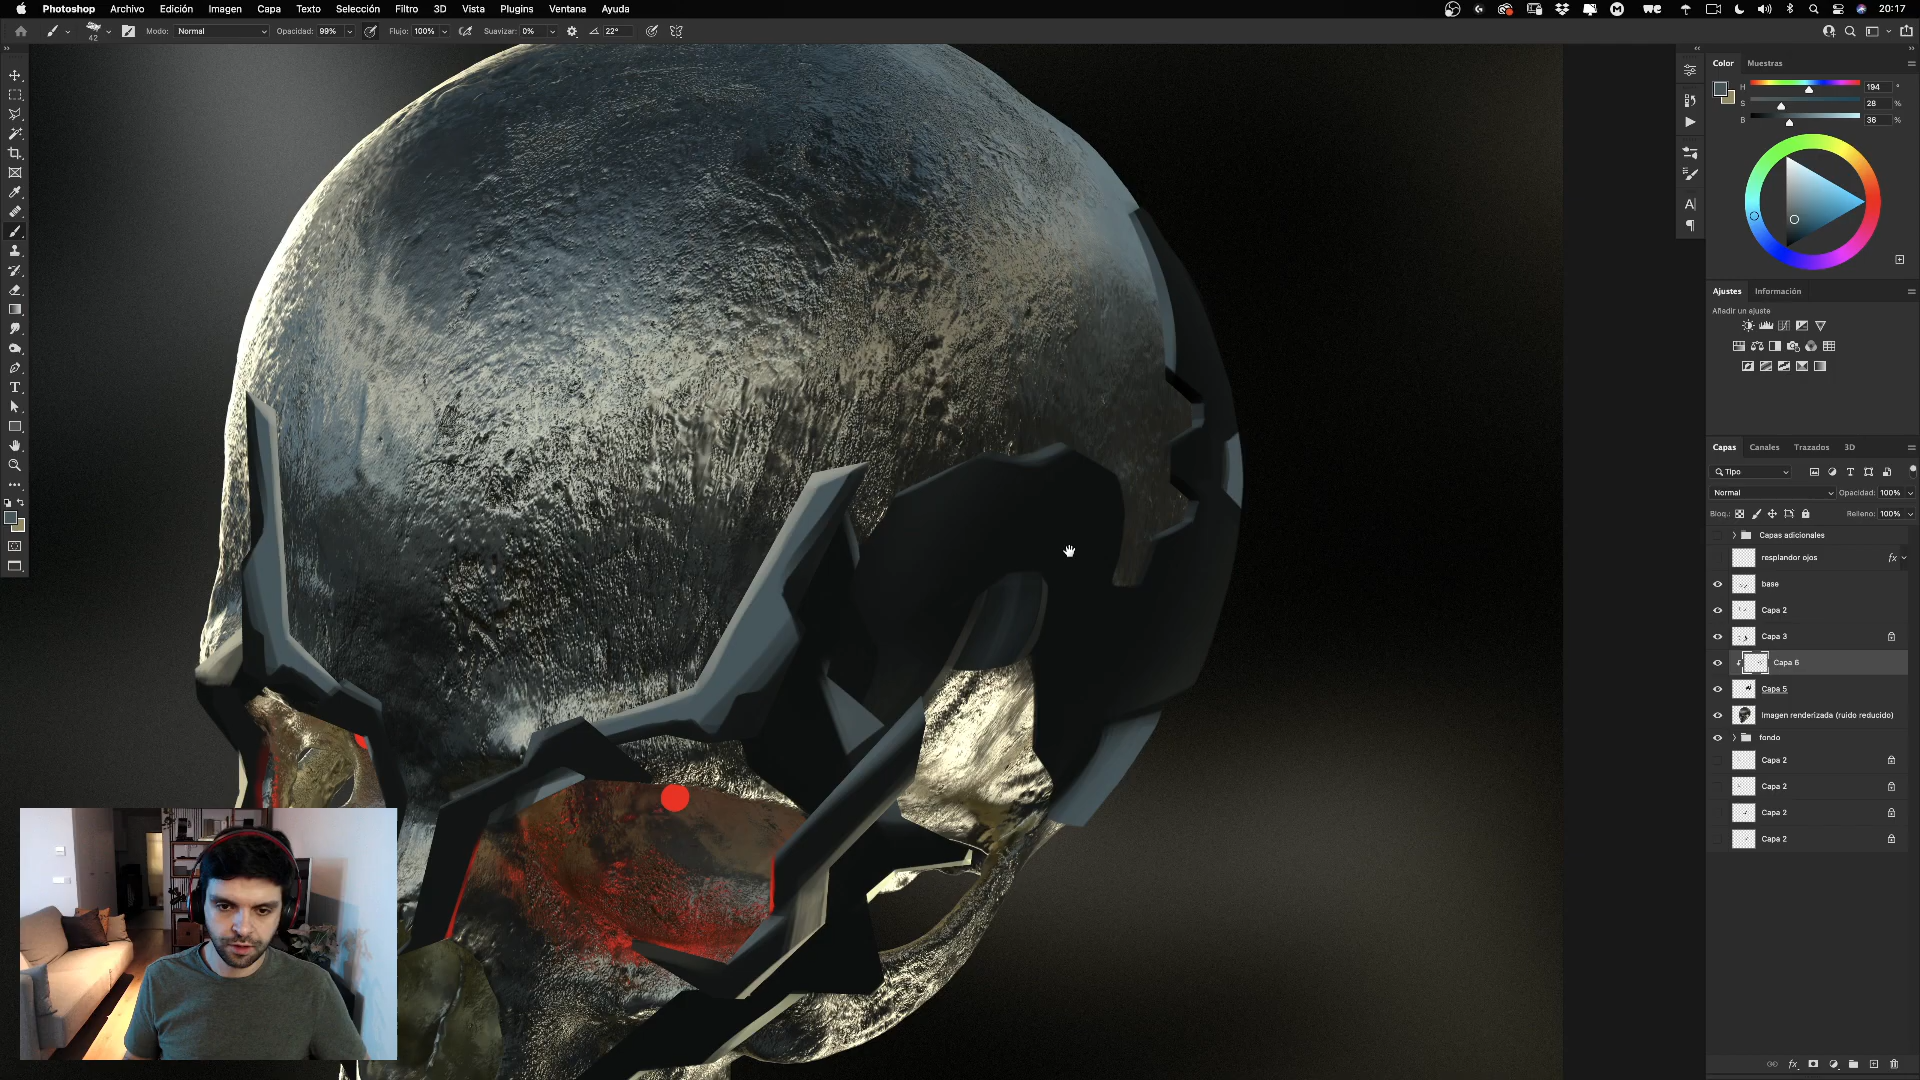 Photoshop Archivo Edición Imagen Capa Texto Selección Filtro 3D Vista Plugins Ventana Ayuda
20:17
42 Modo: Normal Opacidad: 99% Flujo: 100% Suavizar: 0% 22°
Color Muestras
H 194 °
S 28 %
B 36 %
Ajustes Información
Añadir un ajuste
Capas Canales Trazados 3D
Tipo
Normal Opacidad: 100%
Bloq.: Relleno: 100%
Capas adicionales
resplandor ojos fx
base
Capa 2
Capa 3
Capa 6
Capa 5
Imagen renderizada (ruido reducido)
fondo
Capa 2
Capa 2
Capa 2
Capa 2
fx